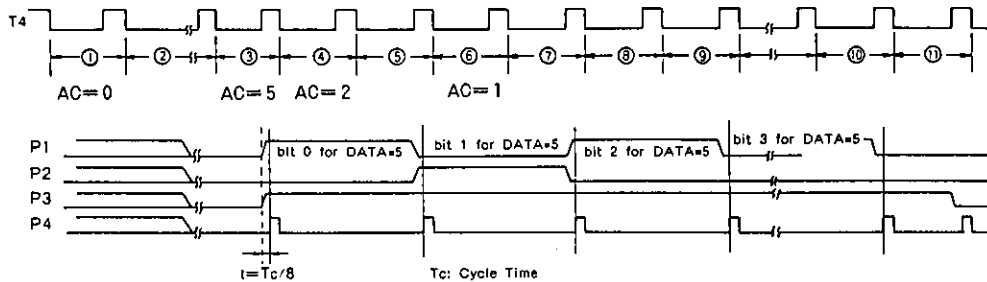 T4
① ② ③ ④ ⑤ ⑥ ⑦ ⑧ ⑨ ⑩ ⑪
AC=0 AC=5 AC=2 AC=1
P1 bit 0 for DATA=5 bit 1 for DATA=5 bit 2 for DATA=5 bit 3 for DATA=5
P2
P3
P4
t=Tc/8 Tc: Cycle Time